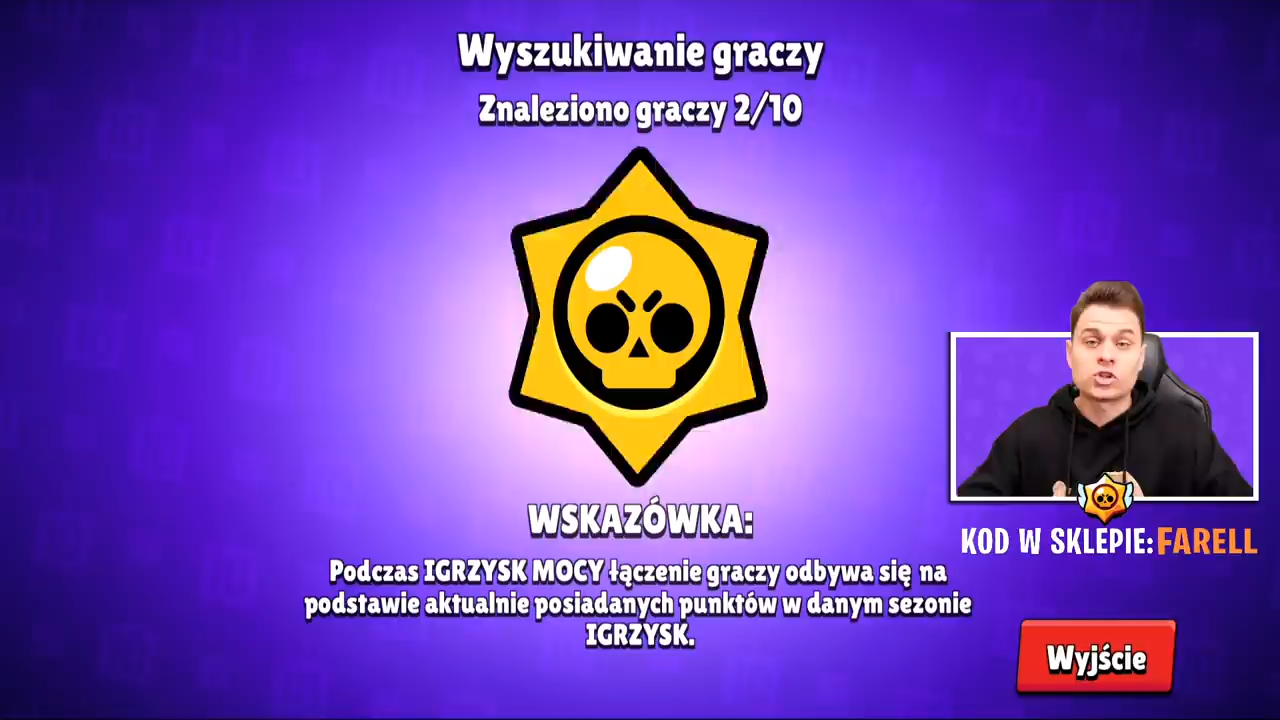 Wyszukiwanie graczy
Znaleziono graczy 2/10
WSKAZÓWKA:
Podczas IGRZYSK MOCY łączenie graczy odbywa się na
podstawie aktualnie posiadanych punktów w danym sezonie
IGRZYSK.
KOD W SKLEPIE: FARELL
Wyjście